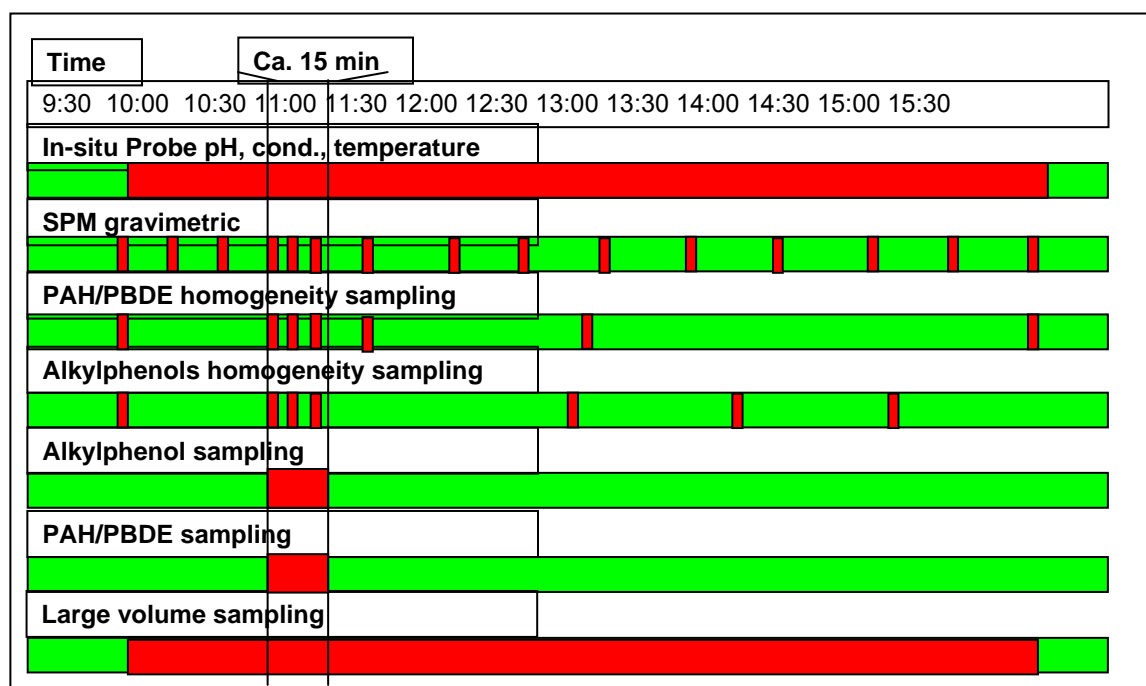 Time
Ca. 15 min
9:30 10:00 10:30 11:00 11:30 12:00 12:30 13:00 13:30 14:00 14:30 15:00 15:30
In-situ Probe pH, cond., temperature
SPM gravimetric
PAH/PBDE homogeneity sampling
Alkylphenols homogeneity sampling
Alkylphenol sampling
PAH/PBDE sampling
Large volume sampling